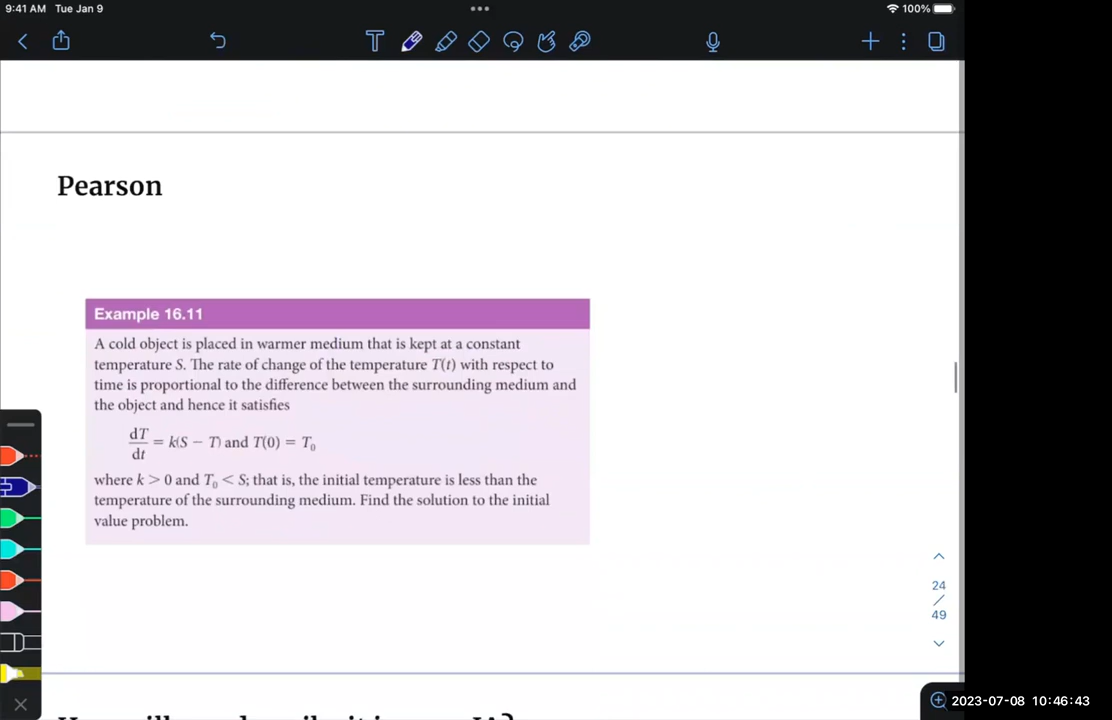 9:41 AM Tue Jan 9
100%
Pearson
Example 16.11
A cold object is placed in warmer medium that is kept at a constant
temperature S. The rate of change of the temperature T(t) with respect to
time is proportional to the difference between the surrounding medium and
the object and hence it satisfies
dT/dt = k(S − T) and T(0) = T₀
where k > 0 and T₀ < S; that is, the initial temperature is less than the
temperature of the surrounding medium. Find the solution to the initial
value problem.
24
/
49
2023-07-08 10:46:43